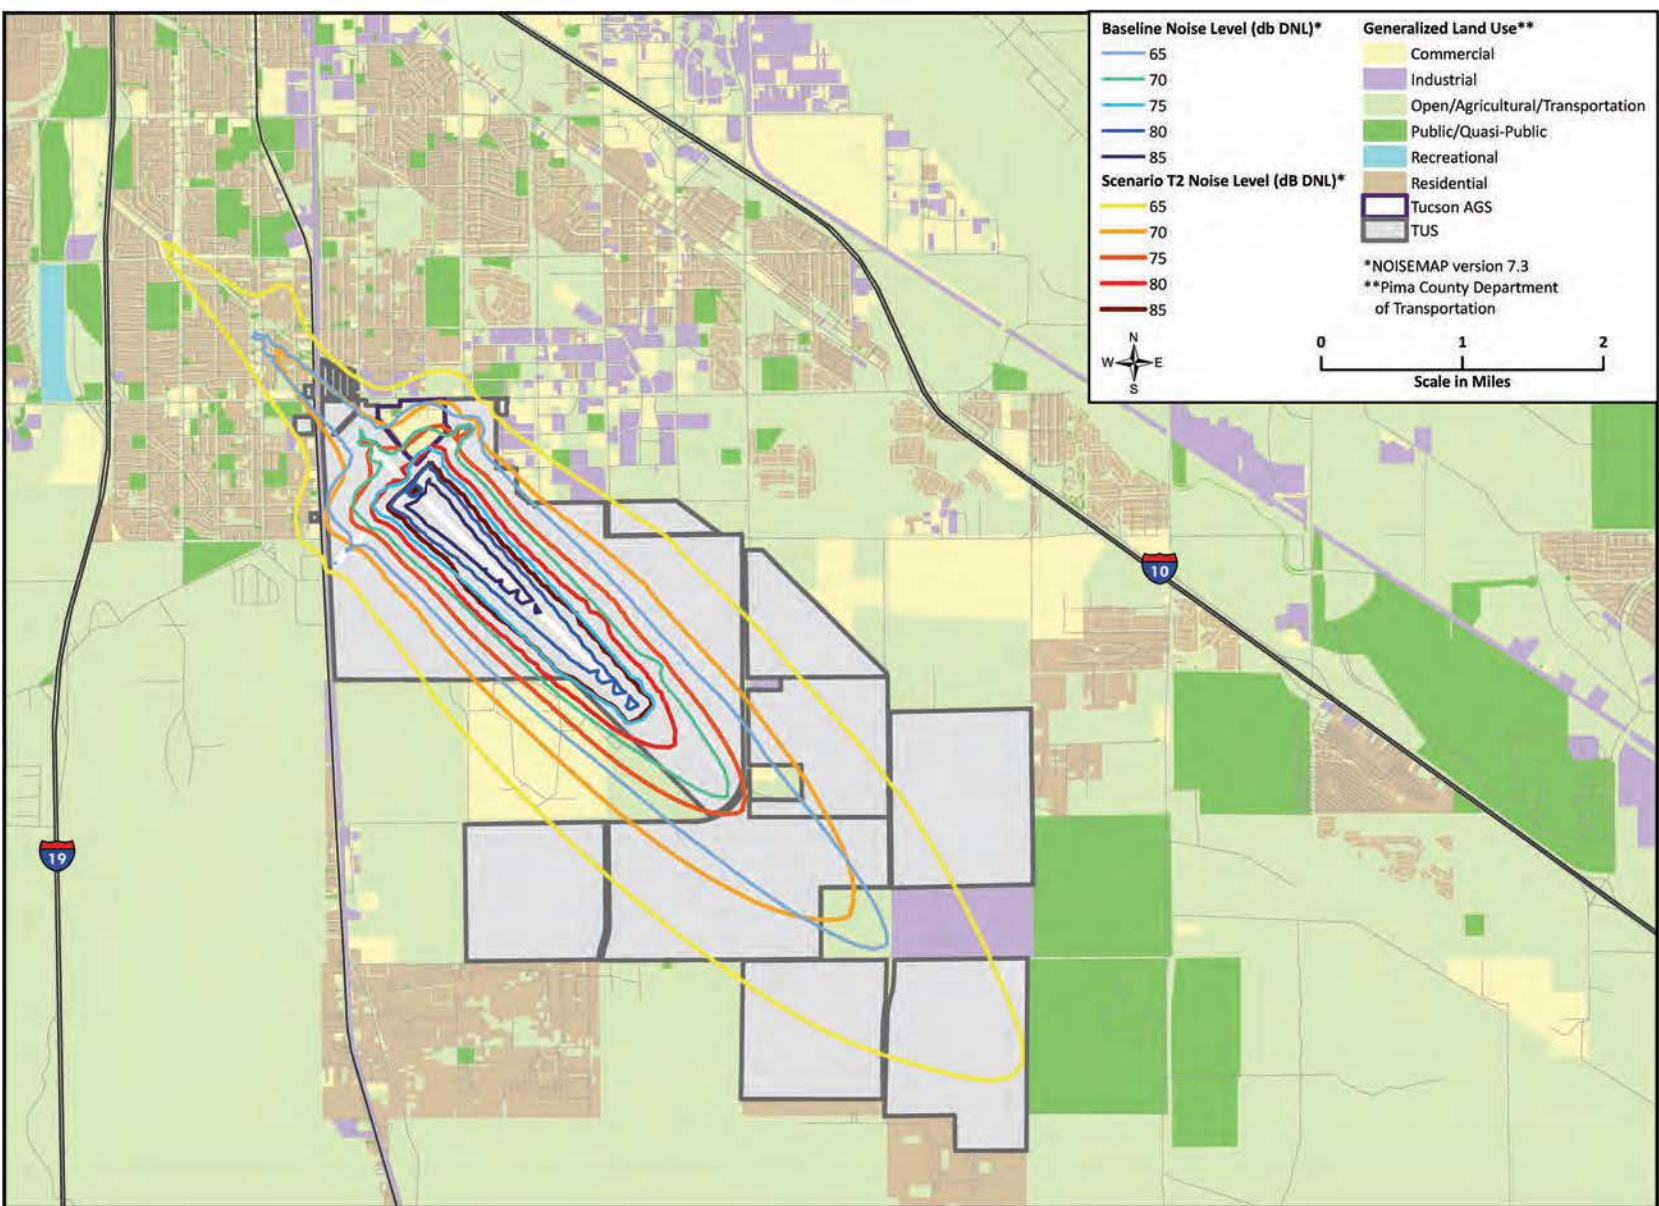 Baseline Noise Level (db DNL)*
65
70
75
80
85
Scenario T2 Noise Level (dB DNL)*
65
70
75
80
85
Generalized Land Use**
Commercial
Industrial
Open/Agricultural/Transportation
Public/Quasi-Public
Recreational
Residential
Tucson AGS
TUS
*NOISEMAP version 7.3
**Pima County Department
of Transportation
N
W E
S
0 1 2
Scale in Miles
10
19